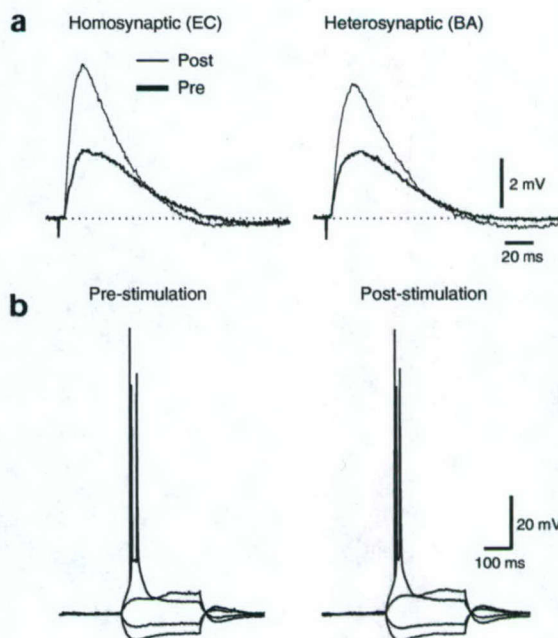 a
Homosynaptic (EC)
Heterosynaptic (BA)
Post
Pre
2 mV
20 ms
b
Pre-stimulation
Post-stimulation
20 mV
100 ms